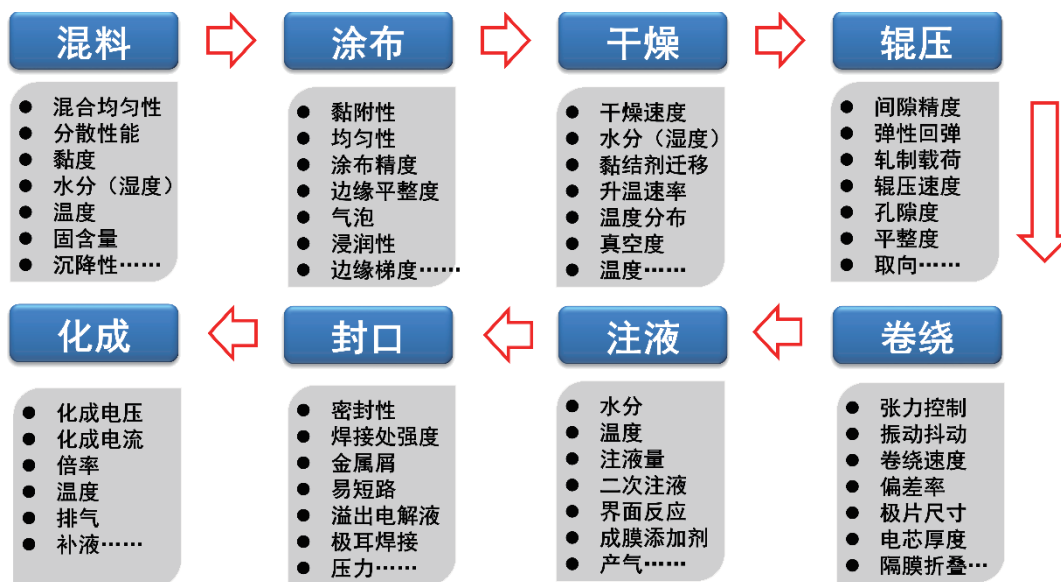 混料
混合均匀性
分散性能
黏度
水分（湿度）
温度
固含量
沉降性……
涂布
黏附性
均匀性
涂布精度
边缘平整度
气泡
浸润性
边缘梯度……
干燥
干燥速度
水分（湿度）
黏结剂迁移
升温速率
温度分布
真空度
温度……
辊压
间隙精度
弹性回弹
轧制载荷
辊压速度
孔隙度
平整度
取向……
卷绕
张力控制
振动抖动
卷绕速度
偏差率
极片尺寸
电芯厚度
隔膜折叠…
注液
水分
温度
注液量
二次注液
界面反应
成膜添加剂
产气……
封口
密封性
焊接处强度
金属屑
易短路
溢出电解液
极耳焊接
压力……
化成
化成电压
化成电流
倍率
温度
排气
补液……